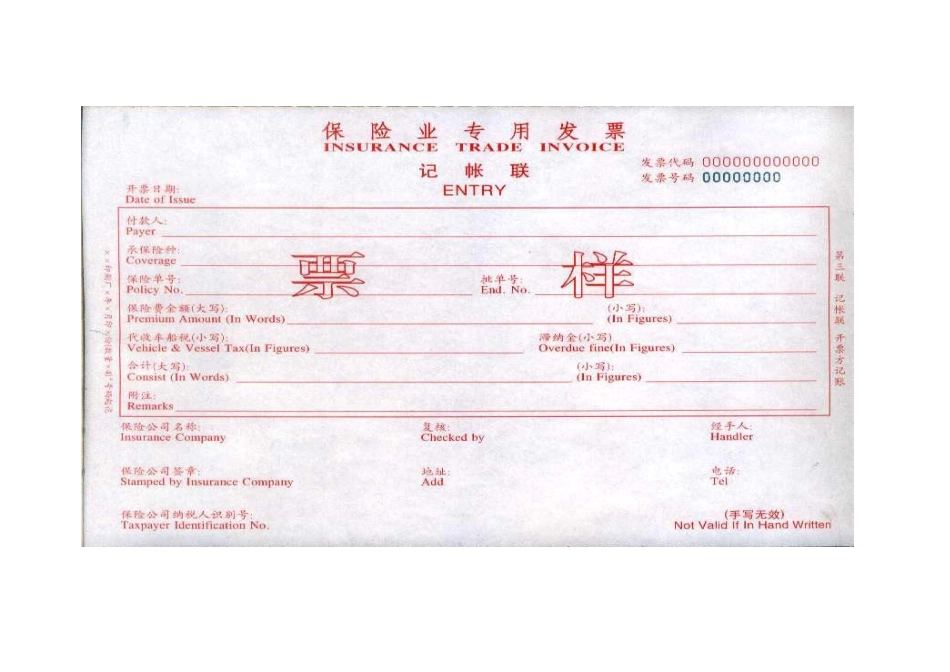 保险业专用发票
INSURANCE TRADE INVOICE
记帐联
ENTRY
发票代码 000000000000
发票号码 00000000
开票日期:
Date of Issue
付款人:
Payer
承保险种:
Coverage
票样
保险单号: 批单号:
Policy No. End. No.
保险费金额(大写): (小写):
Premium Amount (In Words) (In Figures)
代收车船税(小写): 滞纳金(小写)
Vehicle & Vessel Tax(In Figures) Overdue fine(In Figures)
合计(大写): (小写):
Consist (In Words) (In Figures)
附注:
Remarks
第三联 记帐联 开票方记账
保险公司名称: 复核: 经手人:
Insurance Company Checked by Handler
保险公司签章: 地址: 电话:
Stamped by Insurance Company Add Tel
保险公司纳税人识别号: (手写无效)
Taxpayer Identification No. Not Valid If In Hand Written